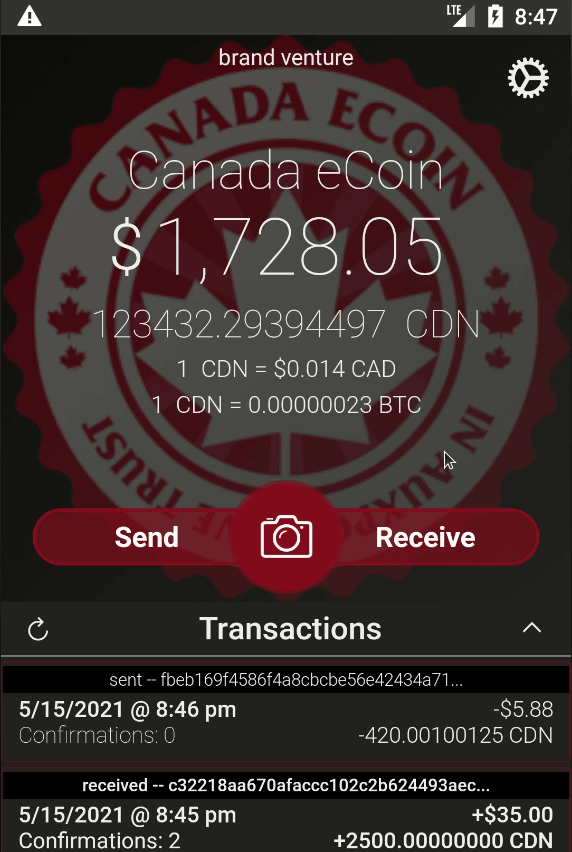 LTE 8:47
brand venture
CANADA ECOIN
Canada eCoin
$1,728.05
123432.29394497 CDN
1 CDN = $0.014 CAD
1 CDN = 0.00000023 BTC
IN AUXPO NE TRUST
Send Receive
Transactions
sent -- fbeb169f4586f4a8cbcbe56e42434a71...
5/15/2021 @ 8:46 pm -$5.88
Confirmations: 0 -420.00100125 CDN
received -- c32218aa670afaccc102c2b624493aec...
5/15/2021 @ 8:45 pm +$35.00
Confirmations: 2 +2500.00000000 CDN